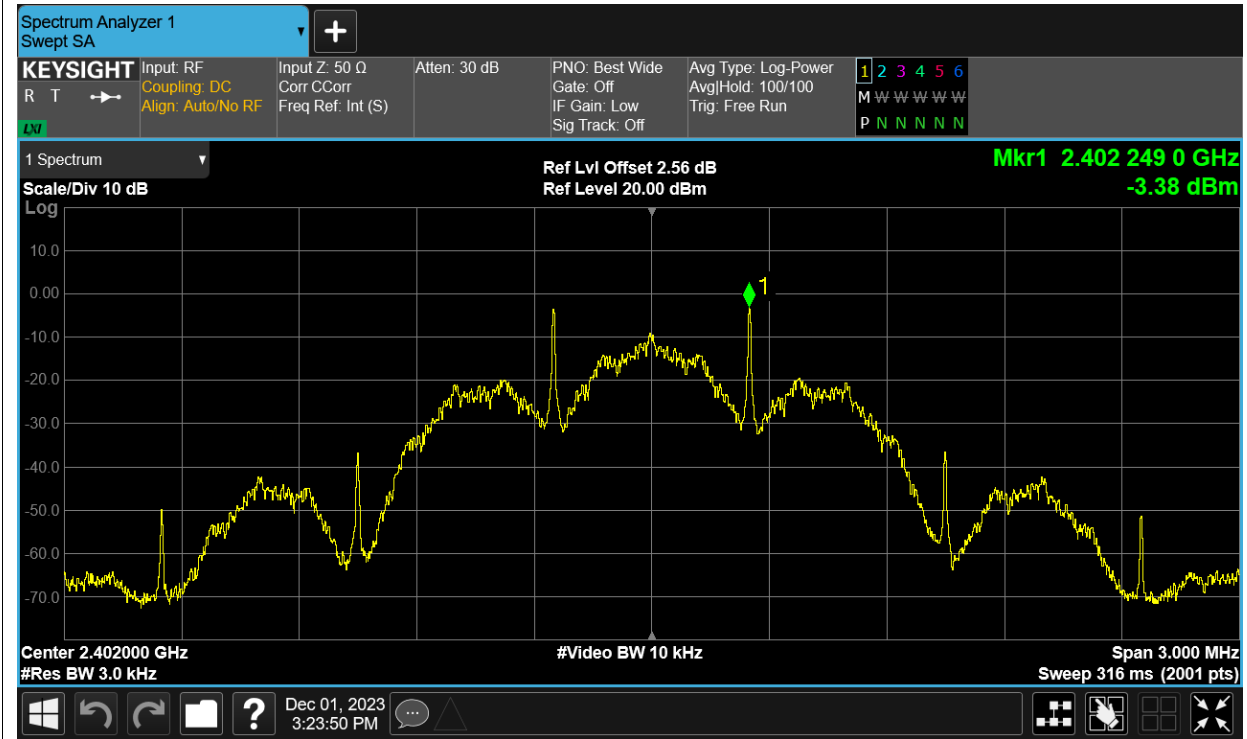 Spectrum Analyzer 1
Swept SA
KEYSIGHT
R T
LXI
Input: RF
Coupling: DC
Align: Auto/No RF
Input Z: 50 Ω
Corr CCorr
Freq Ref: Int (S)
Atten: 30 dB
PNO: Best Wide
Gate: Off
IF Gain: Low
Sig Track: Off
Avg Type: Log-Power
Avg|Hold: 100/100
Trig: Free Run
1 2 3 4 5 6
M W W W W W
P N N N N N N
1 Spectrum
Scale/Div 10 dB
Log
Ref Lvl Offset 2.56 dB
Ref Level 20.00 dBm
Mkr1 2.402 249 0 GHz
-3.38 dBm
10.0
0.00
-10.0
-20.0
-30.0
-40.0
-50.0
-60.0
-70.0
1
Center 2.402000 GHz
#Res BW 3.0 kHz
#Video BW 10 kHz
Span 3.000 MHz
Sweep 316 ms (2001 pts)
?
Dec 01, 2023
3:23:50 PM